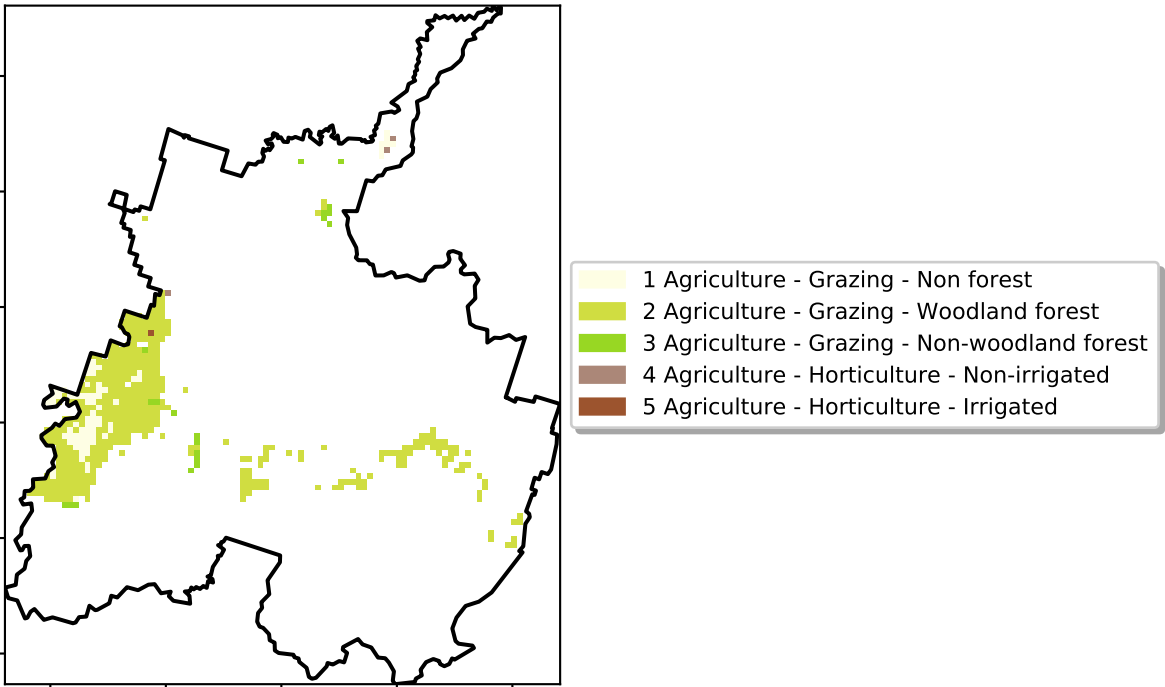 1 Agriculture - Grazing - Non forest
2 Agriculture - Grazing - Woodland forest
3 Agriculture - Grazing - Non-woodland forest
4 Agriculture - Horticulture - Non-irrigated
5 Agriculture - Horticulture - Irrigated